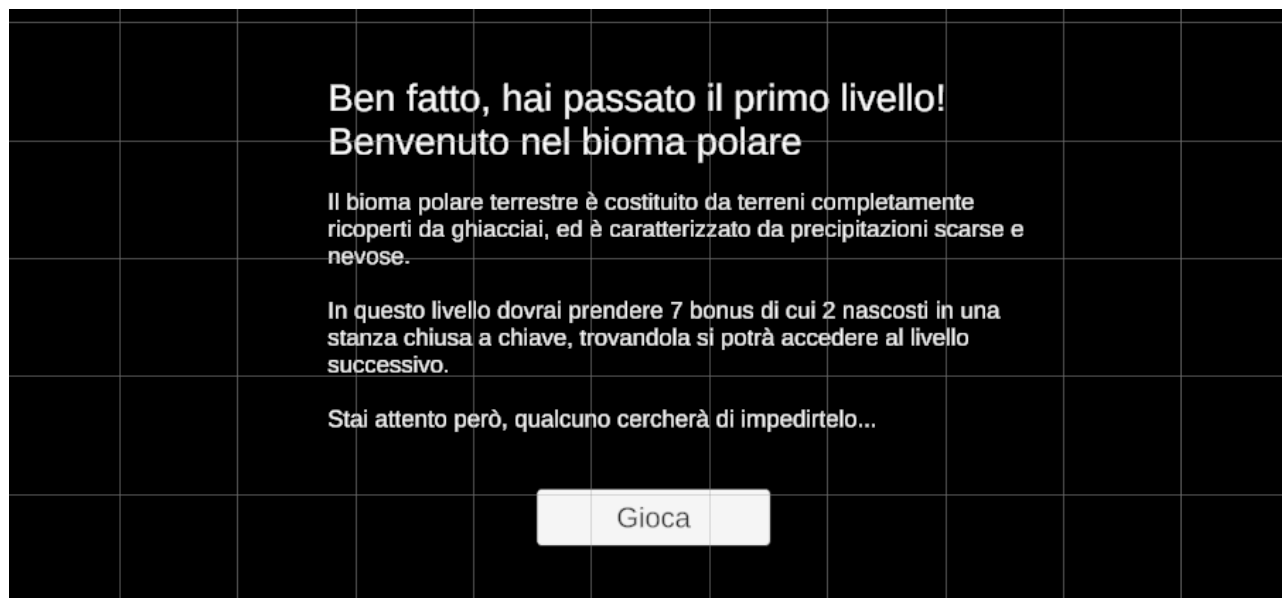 Ben fatto, hai passato il primo livello!
Benvenuto nel bioma polare
Il bioma polare terrestre è costituito da terreni completamente
ricoperti da ghiacciai, ed è caratterizzato da precipitazioni scarse e
nevose.
In questo livello dovrai prendere 7 bonus di cui 2 nascosti in una
stanza chiusa a chiave, trovandola si potrà accedere al livello
successivo.
Stai attento però, qualcuno cercherà di impedirtelo...
Gioca